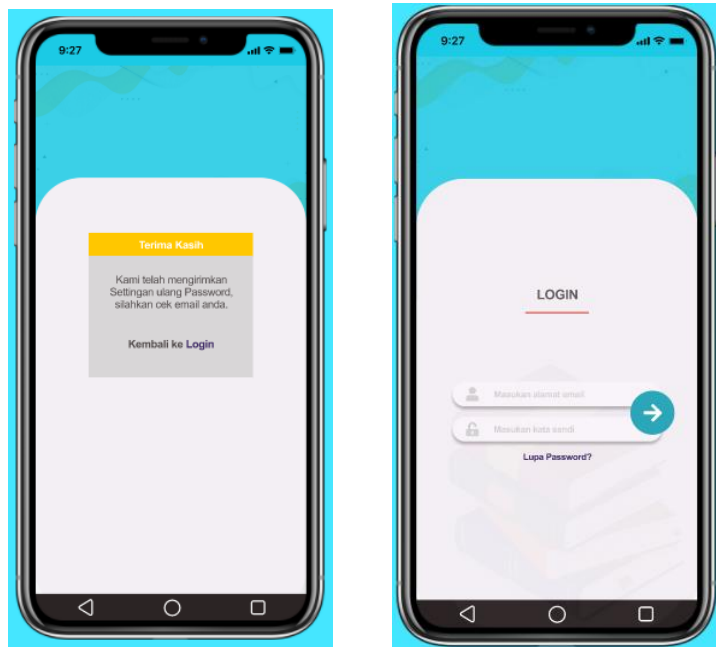 9:27
Terima Kasih
Kami telah mengirimkan
Settingan ulang Password,
silahkan cek email anda.
Kembali ke Login
9:27
LOGIN
Masukan alamat email
Masukan kata sandi
Lupa Password?